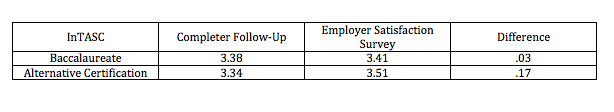 InTASC Completer Follow-Up Employer Satisfaction Survey Difference
Baccalaureate 3.38 3.41 .03
Alternative Certification 3.34 3.51 .17